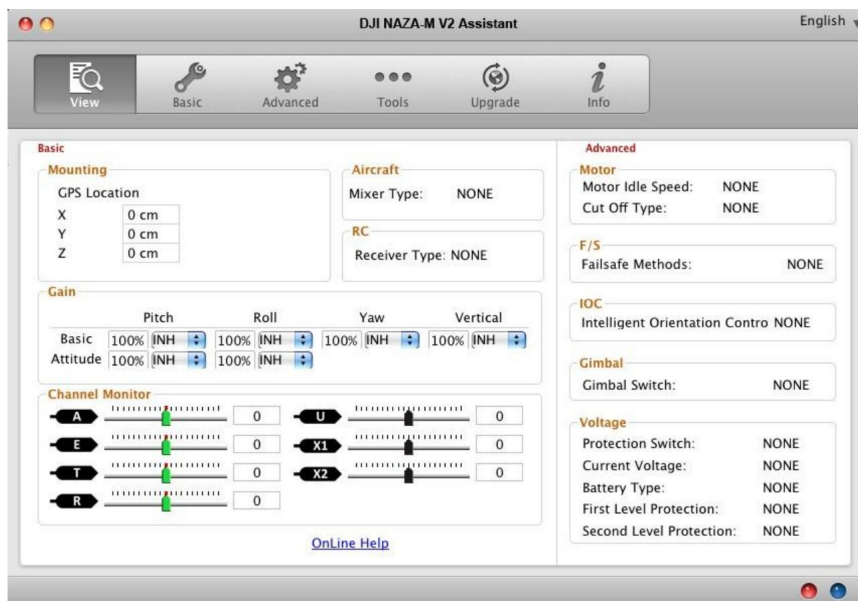 DJI NAZA-M V2 Assistant
English
View
Basic
Advanced
Tools
Upgrade
Info
Basic
Mounting
GPS Location
X 0 cm
Y 0 cm
Z 0 cm
Aircraft
Mixer Type: NONE
RC
Receiver Type: NONE
Gain
Pitch Roll Yaw Vertical
Basic 100% INH 100% INH 100% INH 100% INH
Attitude 100% INH 100% INH
Channel Monitor
A 0 U 0
E 0 X1 0
T 0 X2 0
R 0
OnLine Help
Advanced
Motor
Motor Idle Speed: NONE
Cut Off Type: NONE
F/S
Failsafe Methods: NONE
IOC
Intelligent Orientation Contro NONE
Gimbal
Gimbal Switch: NONE
Voltage
Protection Switch: NONE
Current Voltage: NONE
Battery Type: NONE
First Level Protection: NONE
Second Level Protection: NONE